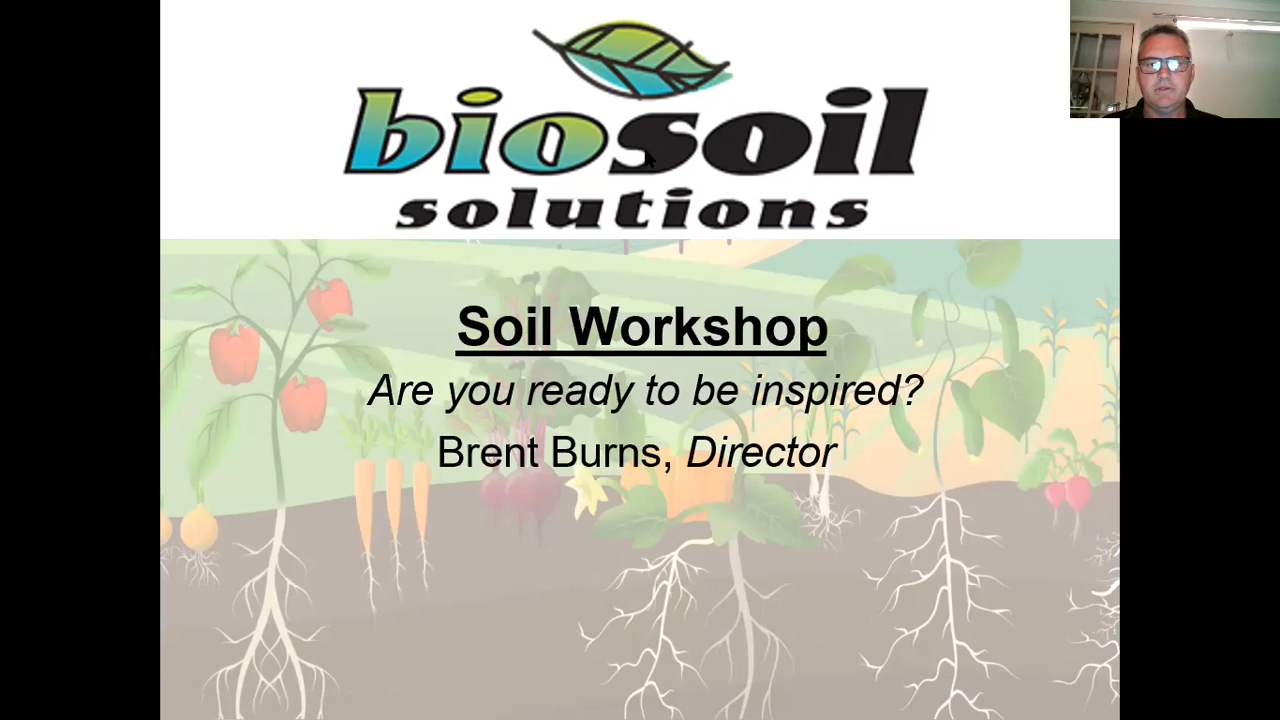 biosoil
solutions
Soil Workshop
Are you ready to be inspired?
Brent Burns, Director